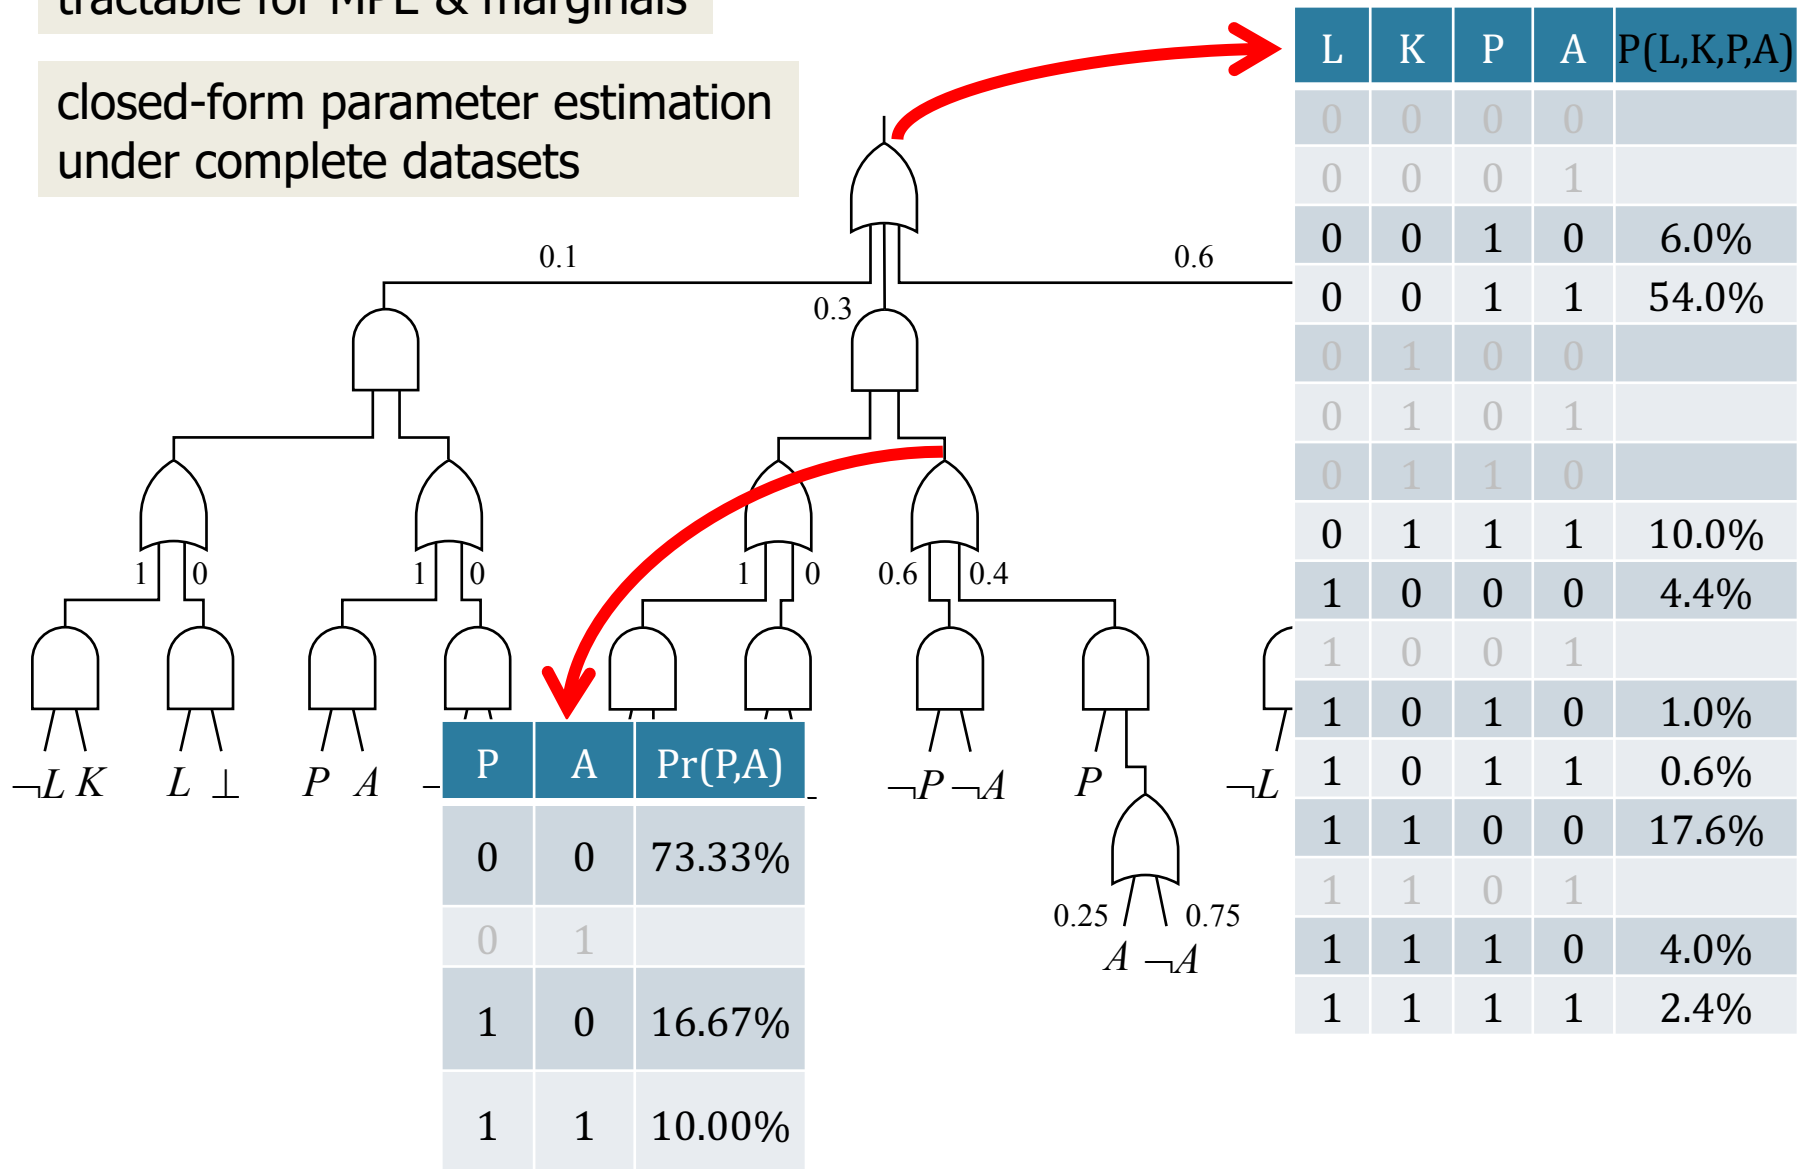 tractable for MPE & marginals
closed-form parameter estimation
under complete datasets
L K P A P(L,K,P,A)
0 0 0 0
0 0 0 1
0 0 1 0 6.0%
0 0 1 1 54.0%
0 1 0 0
0 1 0 1
0 1 1 0
0 1 1 1 10.0%
1 0 0 0 4.4%
1 0 0 1
1 0 1 0 1.0%
1 0 1 1 0.6%
1 1 0 0 17.6%
1 1 0 1
1 1 1 0 4.0%
1 1 1 1 2.4%
0.1
0.6
0.3
1 0
1 0
1 0
0.6 0.4
¬L K
L ⊥
P A
¬P ¬A
P
¬L
0.25 0.75
A ¬A
P A Pr(P,A)
0 0 73.33%
0 1
1 0 16.67%
1 1 10.00%